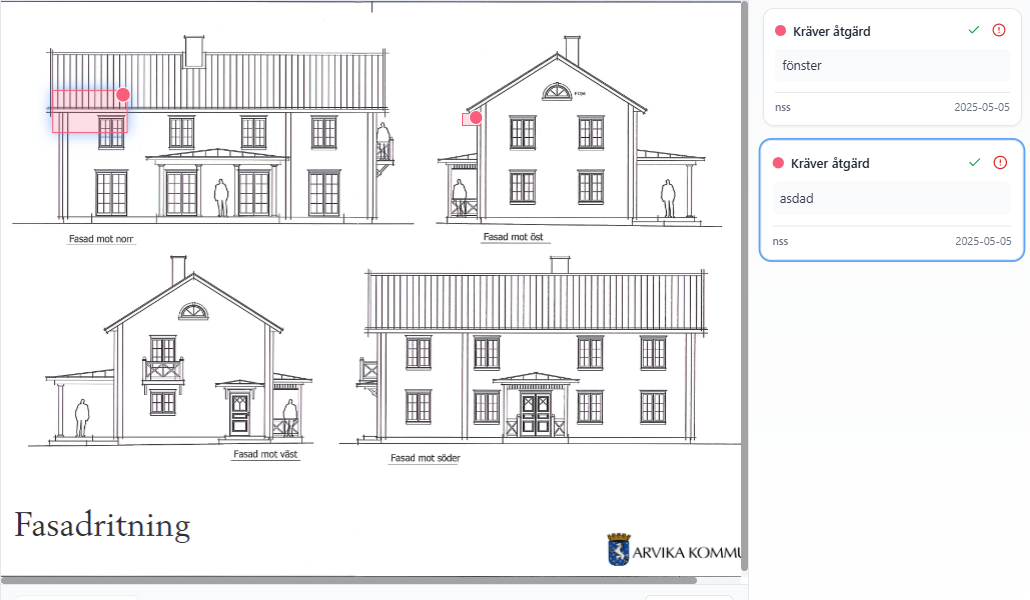 Fasad mot norr
Fasad mot öst
Fasad mot väst
Fasad mot söder
Fasadritning
ARVIKA KOMMU
Kräver åtgärd
fönster
nss
2025-05-05
Kräver åtgärd
asdad
nss
2025-05-05